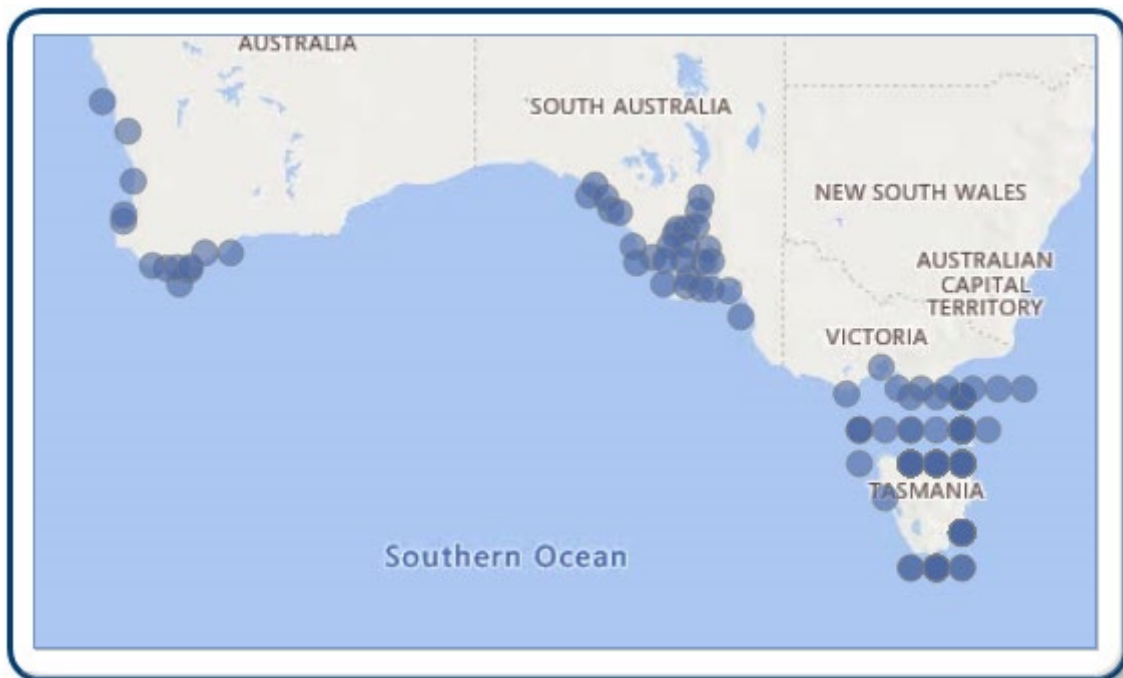 AUSTRALIA
SOUTH AUSTRALIA
NEW SOUTH WALES
AUSTRALIAN
CAPITAL
TERRITORY
VICTORIA
TASMANIA
Southern Ocean